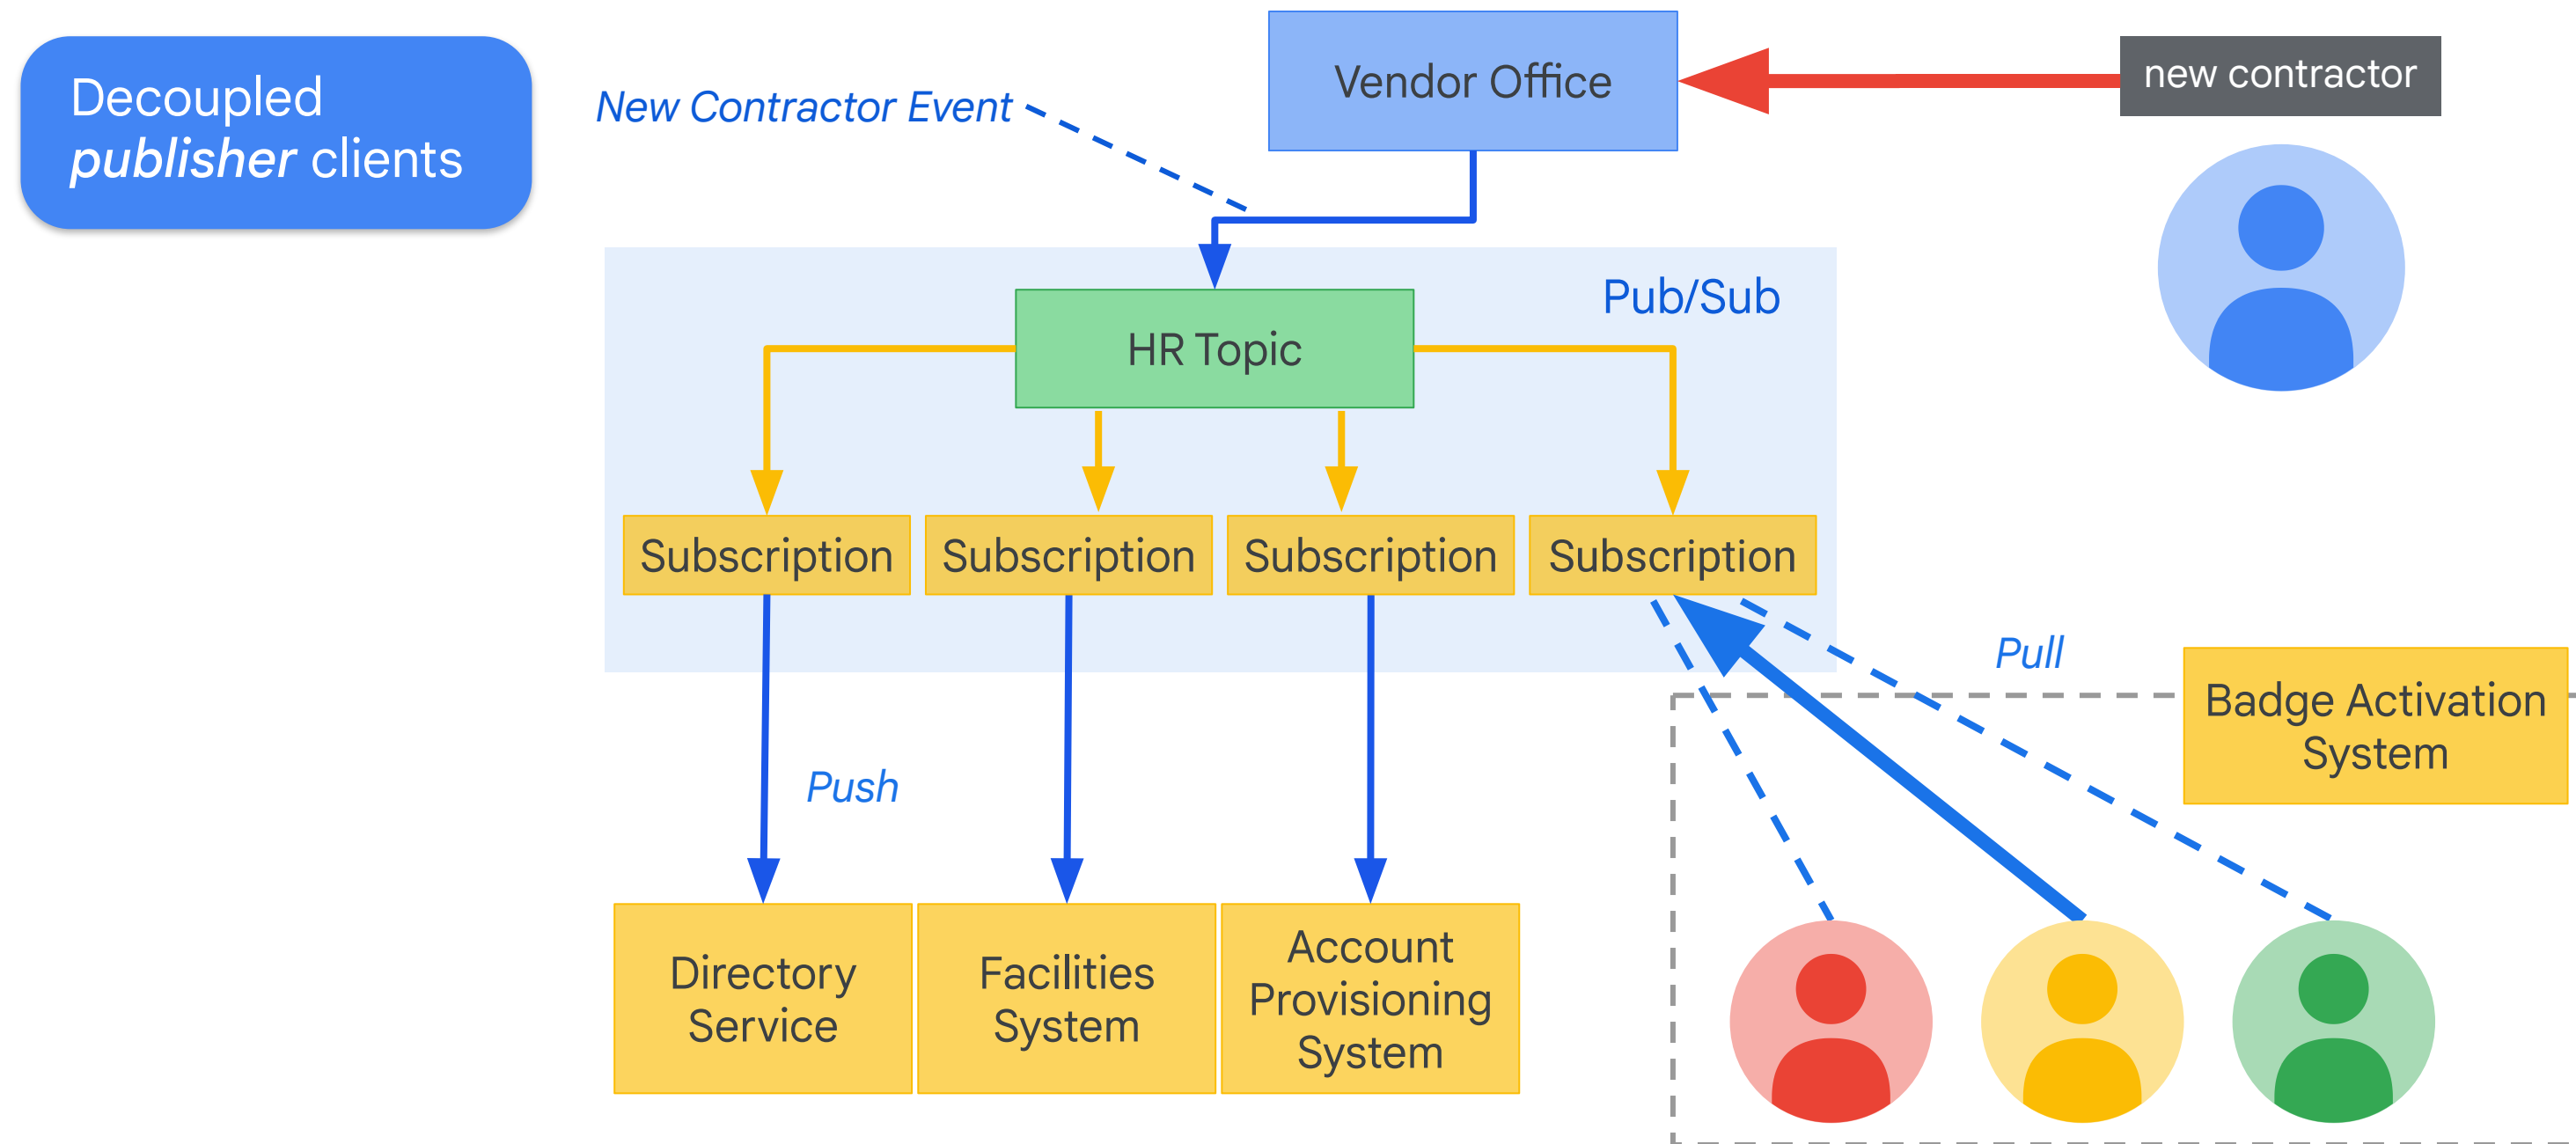 Decoupled
publisher clients
New Contractor Event
Vendor Office
new contractor
Pub/Sub
HR Topic
Subscription
Subscription
Subscription
Subscription
Push
Pull
Badge Activation
System
Directory
Service
Facilities
System
Account
Provisioning
System